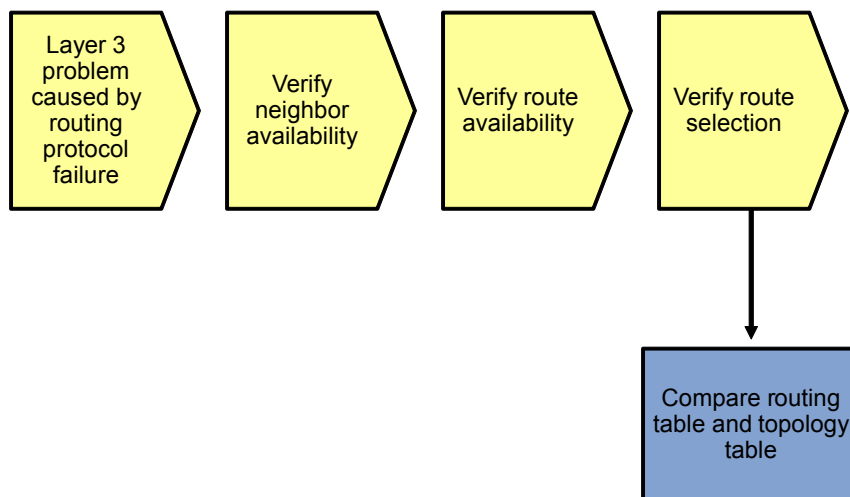 Layer 3
problem
caused by
routing
protocol
failure
Verify
neighbor
availability
Verify route
availability
Verify route
selection
Compare routing
table and topology
table